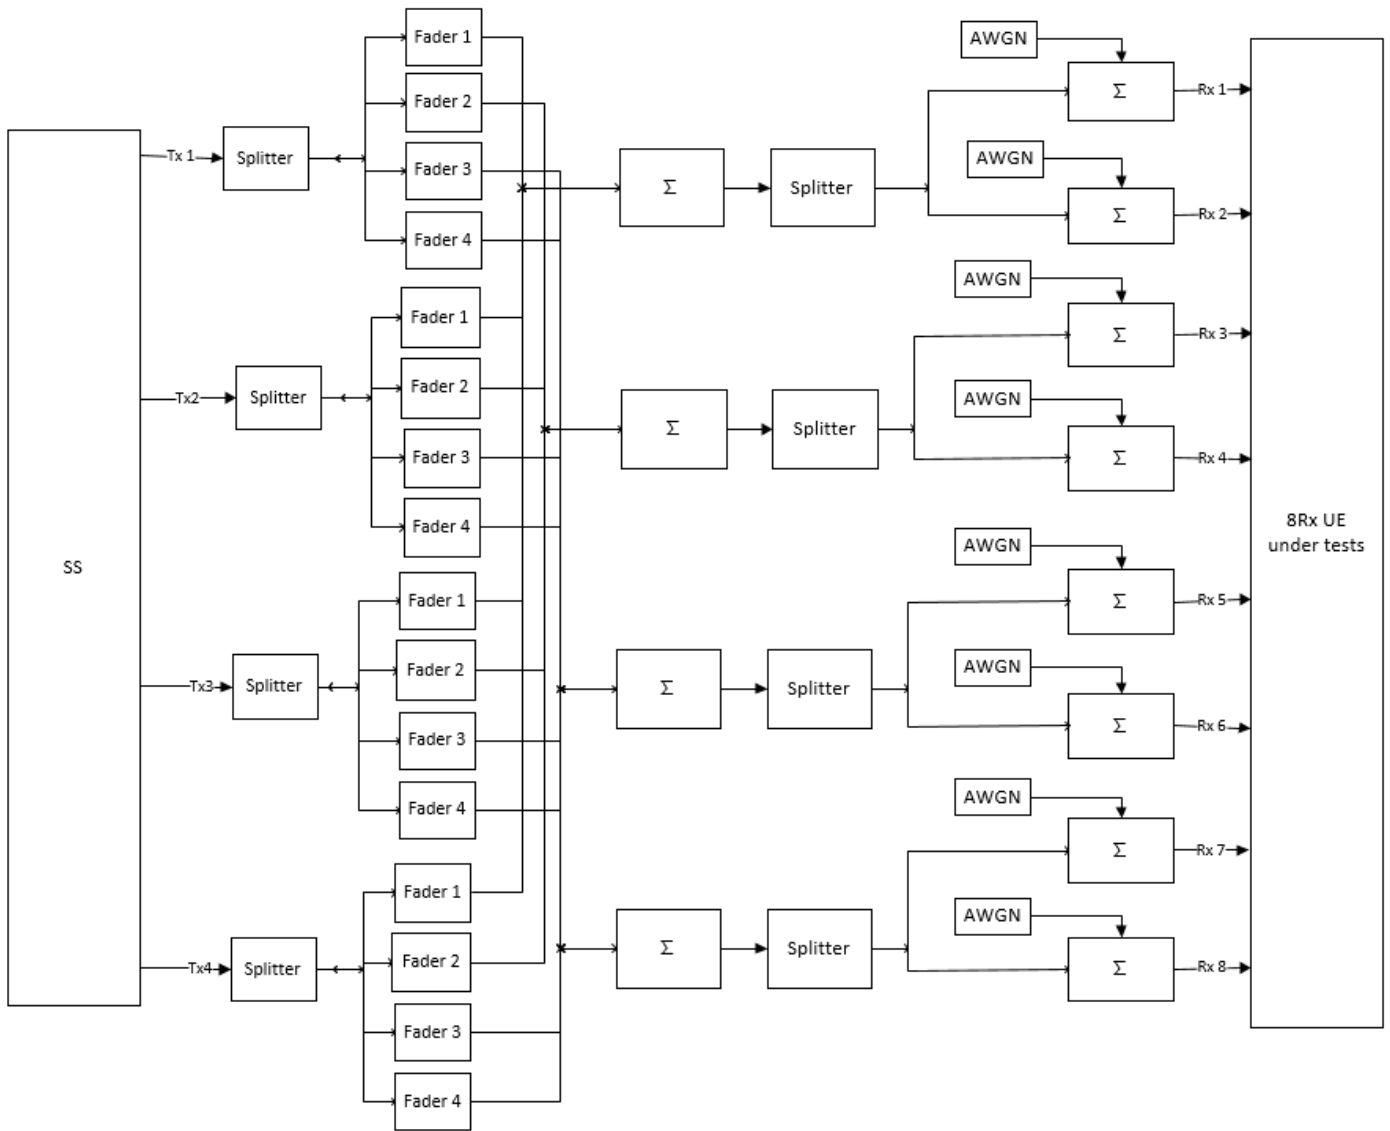 SS
Tx 1
Splitter
Fader 1
Fader 2
Fader 3
Fader 4
Tx2
Splitter
Fader 1
Fader 2
Fader 3
Fader 4
Tx3
Splitter
Fader 1
Fader 2
Fader 3
Fader 4
Tx4
Splitter
Fader 1
Fader 2
Fader 3
Fader 4
Σ
Splitter
AWGN
Σ
Rx 1
AWGN
Σ
Rx 2
Σ
Splitter
AWGN
Σ
Rx 3
AWGN
Σ
Rx 4
Σ
Splitter
AWGN
Σ
Rx 5
AWGN
Σ
Rx 6
Σ
Splitter
AWGN
Σ
Rx 7
AWGN
Σ
Rx 8
8Rx UE
under tests